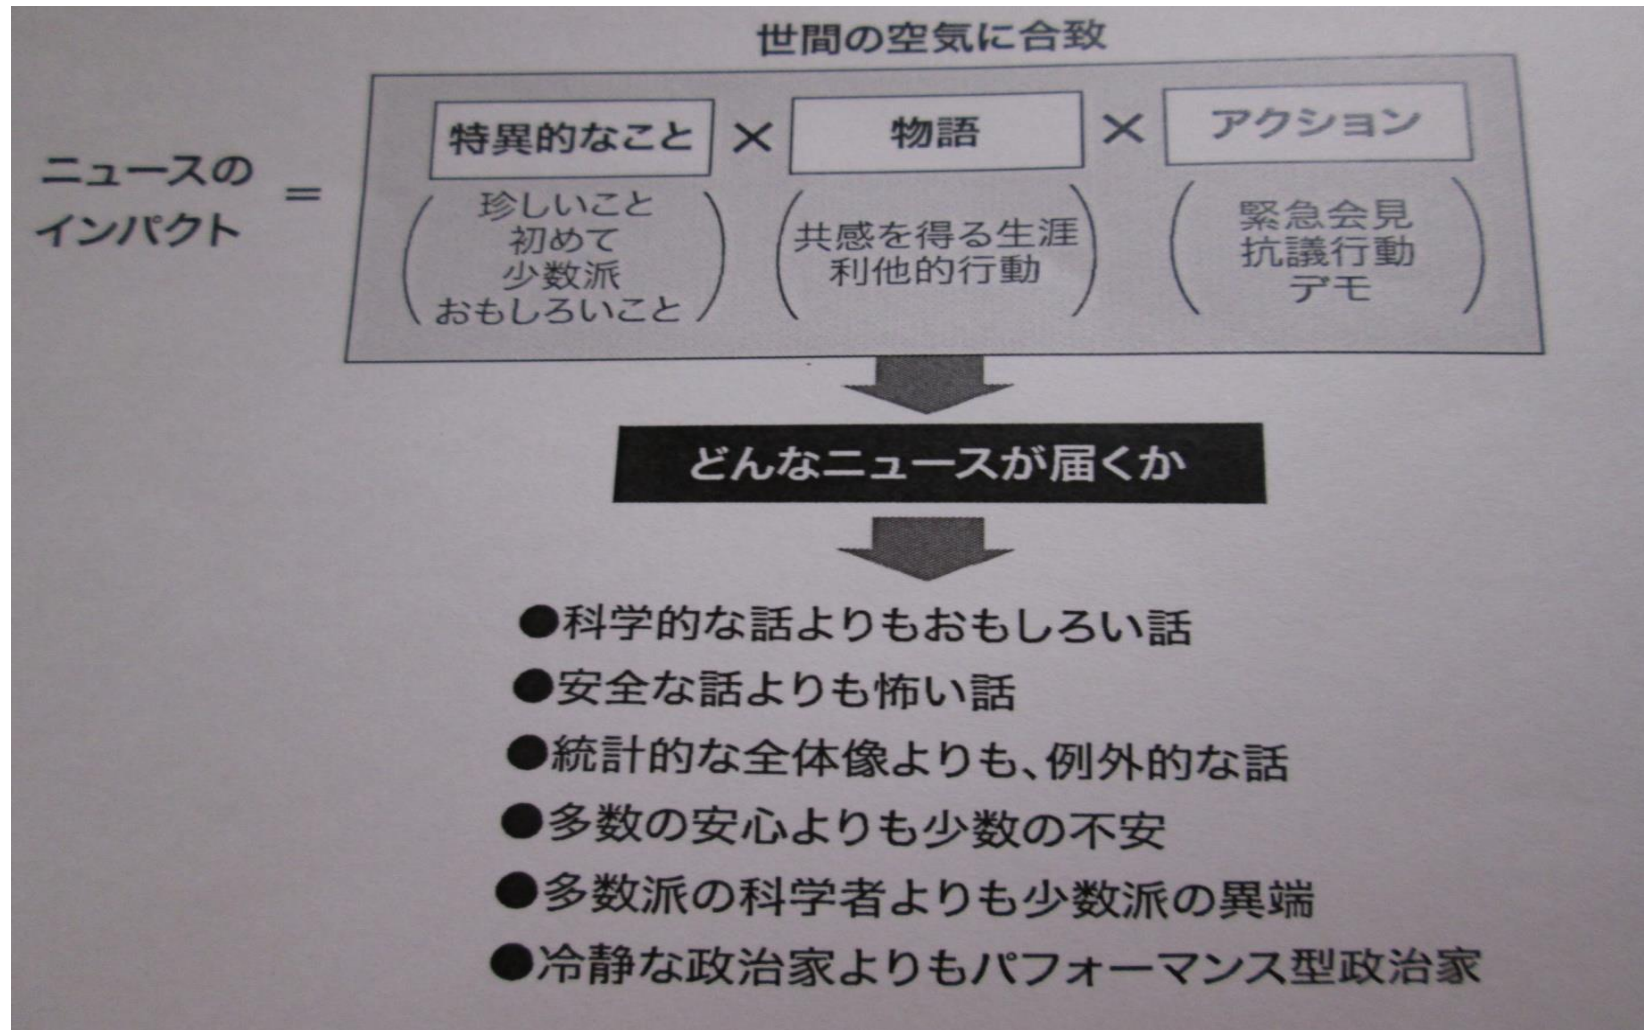 世間の空気に合致
ニュースの
インパクト
=
特異的なこと × 物語 × アクション
珍しいこと
初めて
少数派
おもしろいこと
共感を得る生涯
利他的行動
緊急会見
抗議行動
デモ
どんなニュースが届くか
●科学的な話よりもおもしろい話
●安全な話よりも怖い話
●統計的な全体像よりも、例外的な話
●多数の安心よりも少数の不安
●多数派の科学者よりも少数派の異端
●冷静な政治家よりもパフォーマンス型政治家